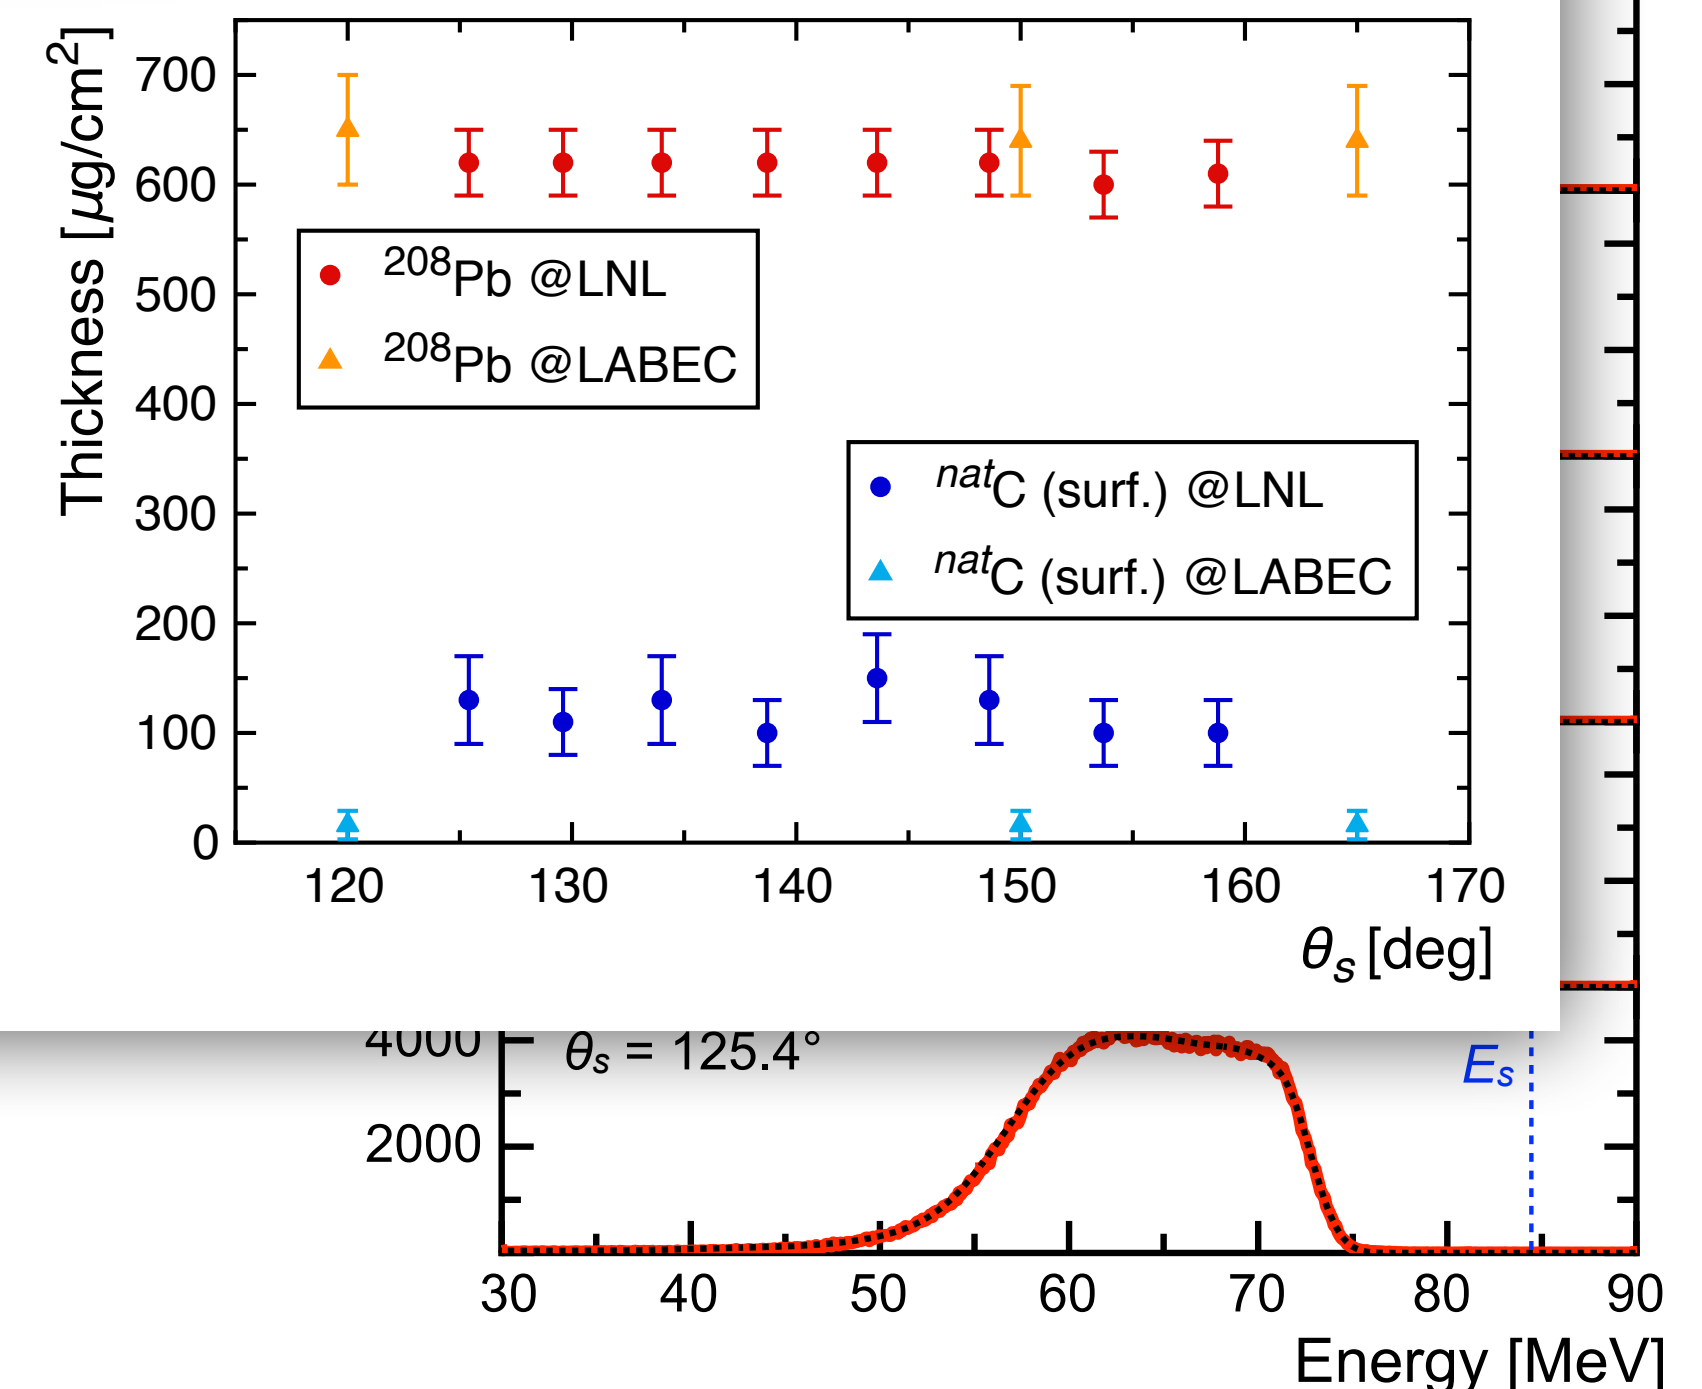 Thickness [μg/cm²]
700
600
500
400
300
200
100
0
²⁰⁸Pb @LNL
²⁰⁸Pb @LABEC
ⁿᵃᵗC (surf.) @LNL
ⁿᵃᵗC (surf.) @LABEC
120 130 140 150 160 170
θₛ [deg]
4000
θₛ = 125.4°
Eₛ
2000
30 40 50 60 70 80 90
Energy [MeV]